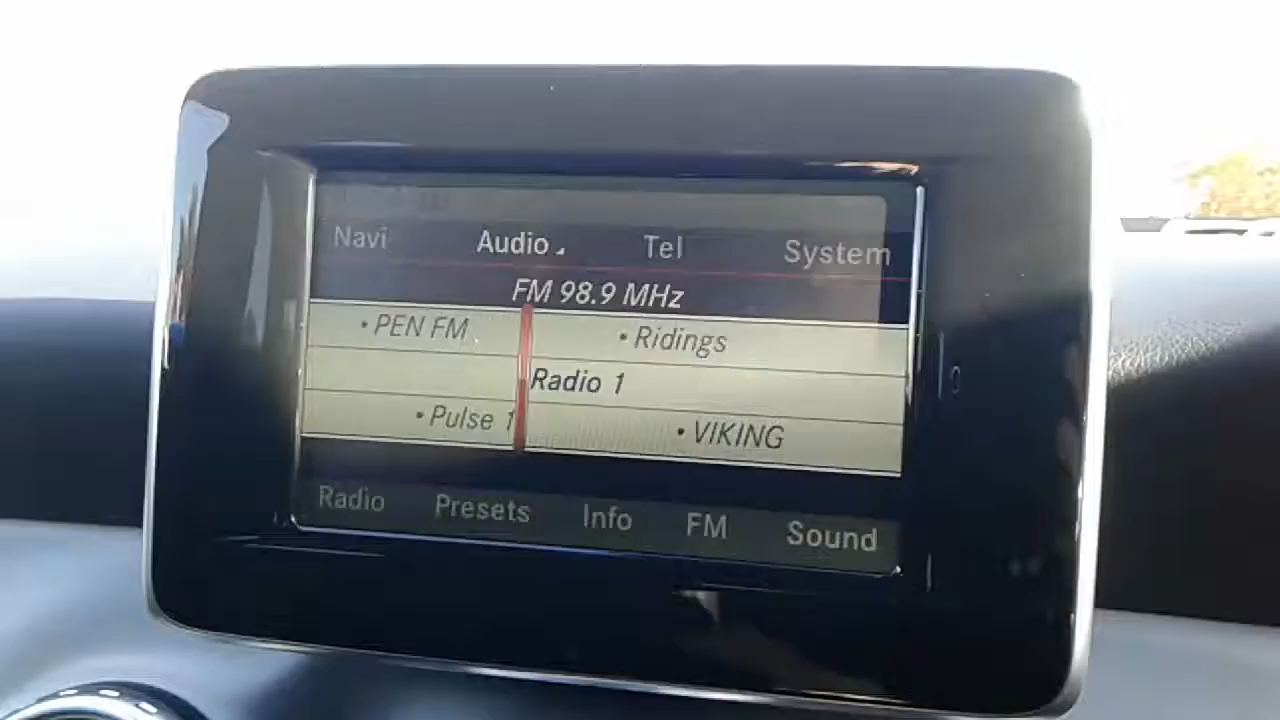 Navi Audio Tel System
FM 98.9 MHz
• PEN FM • Ridings
Radio 1
• Pulse 1 • VIKING
Radio Presets Info FM Sound